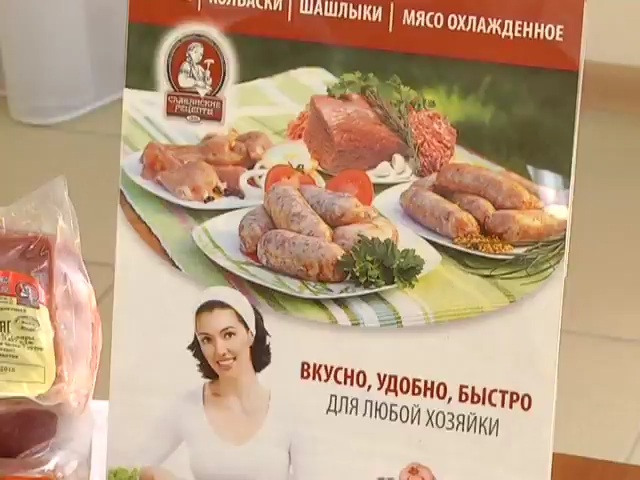 КОЛБАСКИ | ШАШЛЫКИ | МЯСО ОХЛАЖДЕННОЕ
СЛАВЯНСКИЕ
РЕЦЕПТЫ
ВКУСНО, УДОБНО, БЫСТРО
ДЛЯ ЛЮБОЙ ХОЗЯЙКИ